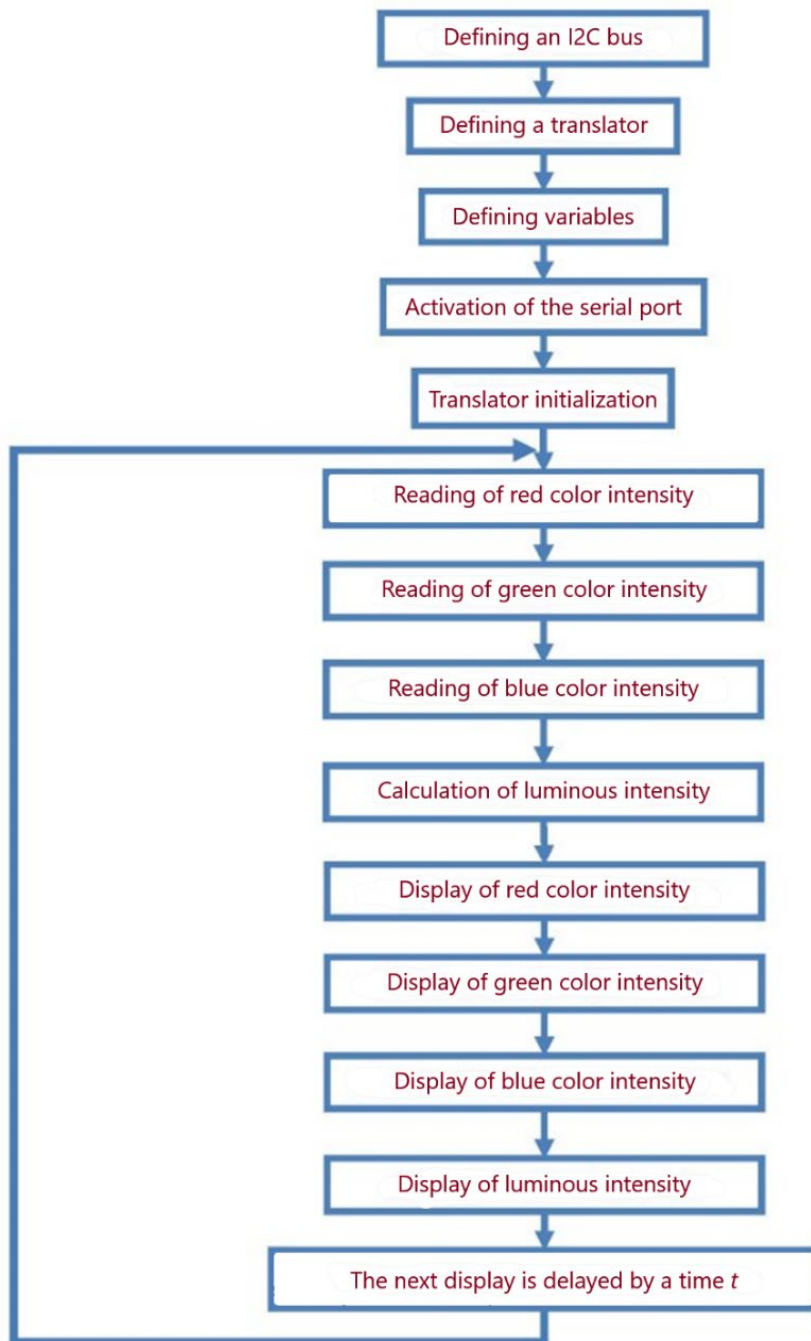 Defining an I2C bus
Defining a translator
Defining variables
Activation of the serial port
Translator initialization
Reading of red color intensity
Reading of green color intensity
Reading of blue color intensity
Calculation of luminous intensity
Display of red color intensity
Display of green color intensity
Display of blue color intensity
Display of luminous intensity
The next display is delayed by a time t